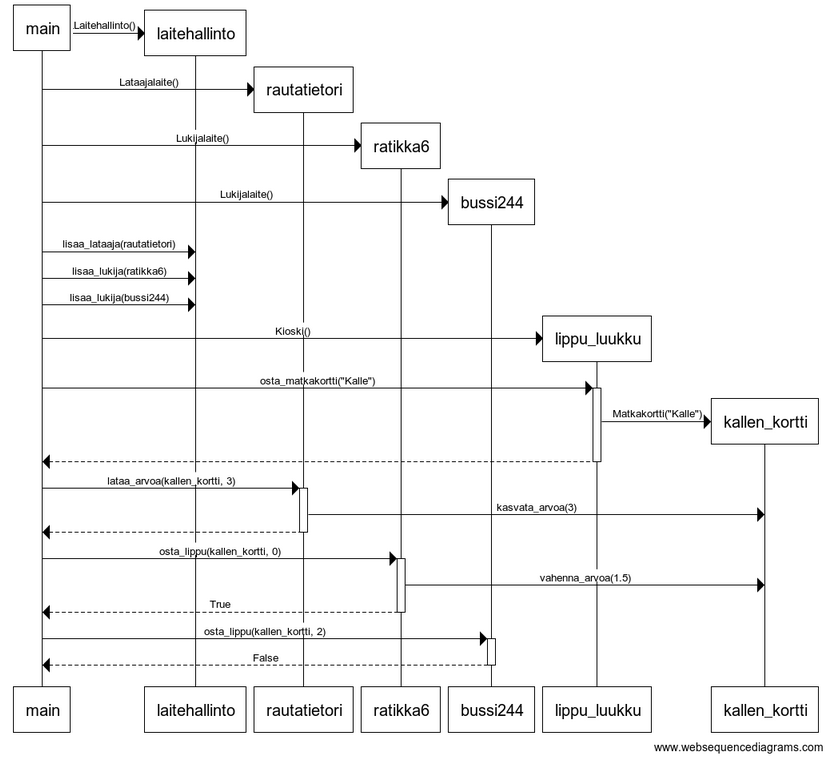 main
Laitehallinto()
laitehallinto
Lataajalaite()
rautatietori
Lukijalaite()
ratikka6
Lukijalaite()
bussi244
lisaa_lataaja(rautatietori)
lisaa_lukija(ratikka6)
lisaa_lukija(bussi244)
Kioski()
lippu_luukku
osta_matkakortti("Kalle")
Matkakortti("Kalle")
kallen_kortti
lataa_arvoa(kallen_kortti, 3)
kasvata_arvoa(3)
osta_lippu(kallen_kortti, 0)
vahenna_arvoa(1.5)
True
osta_lippu(kallen_kortti, 2)
False
main
laitehallinto
rautatietori
ratikka6
bussi244
lippu_luukku
kallen_kortti
www.websequencediagrams.com